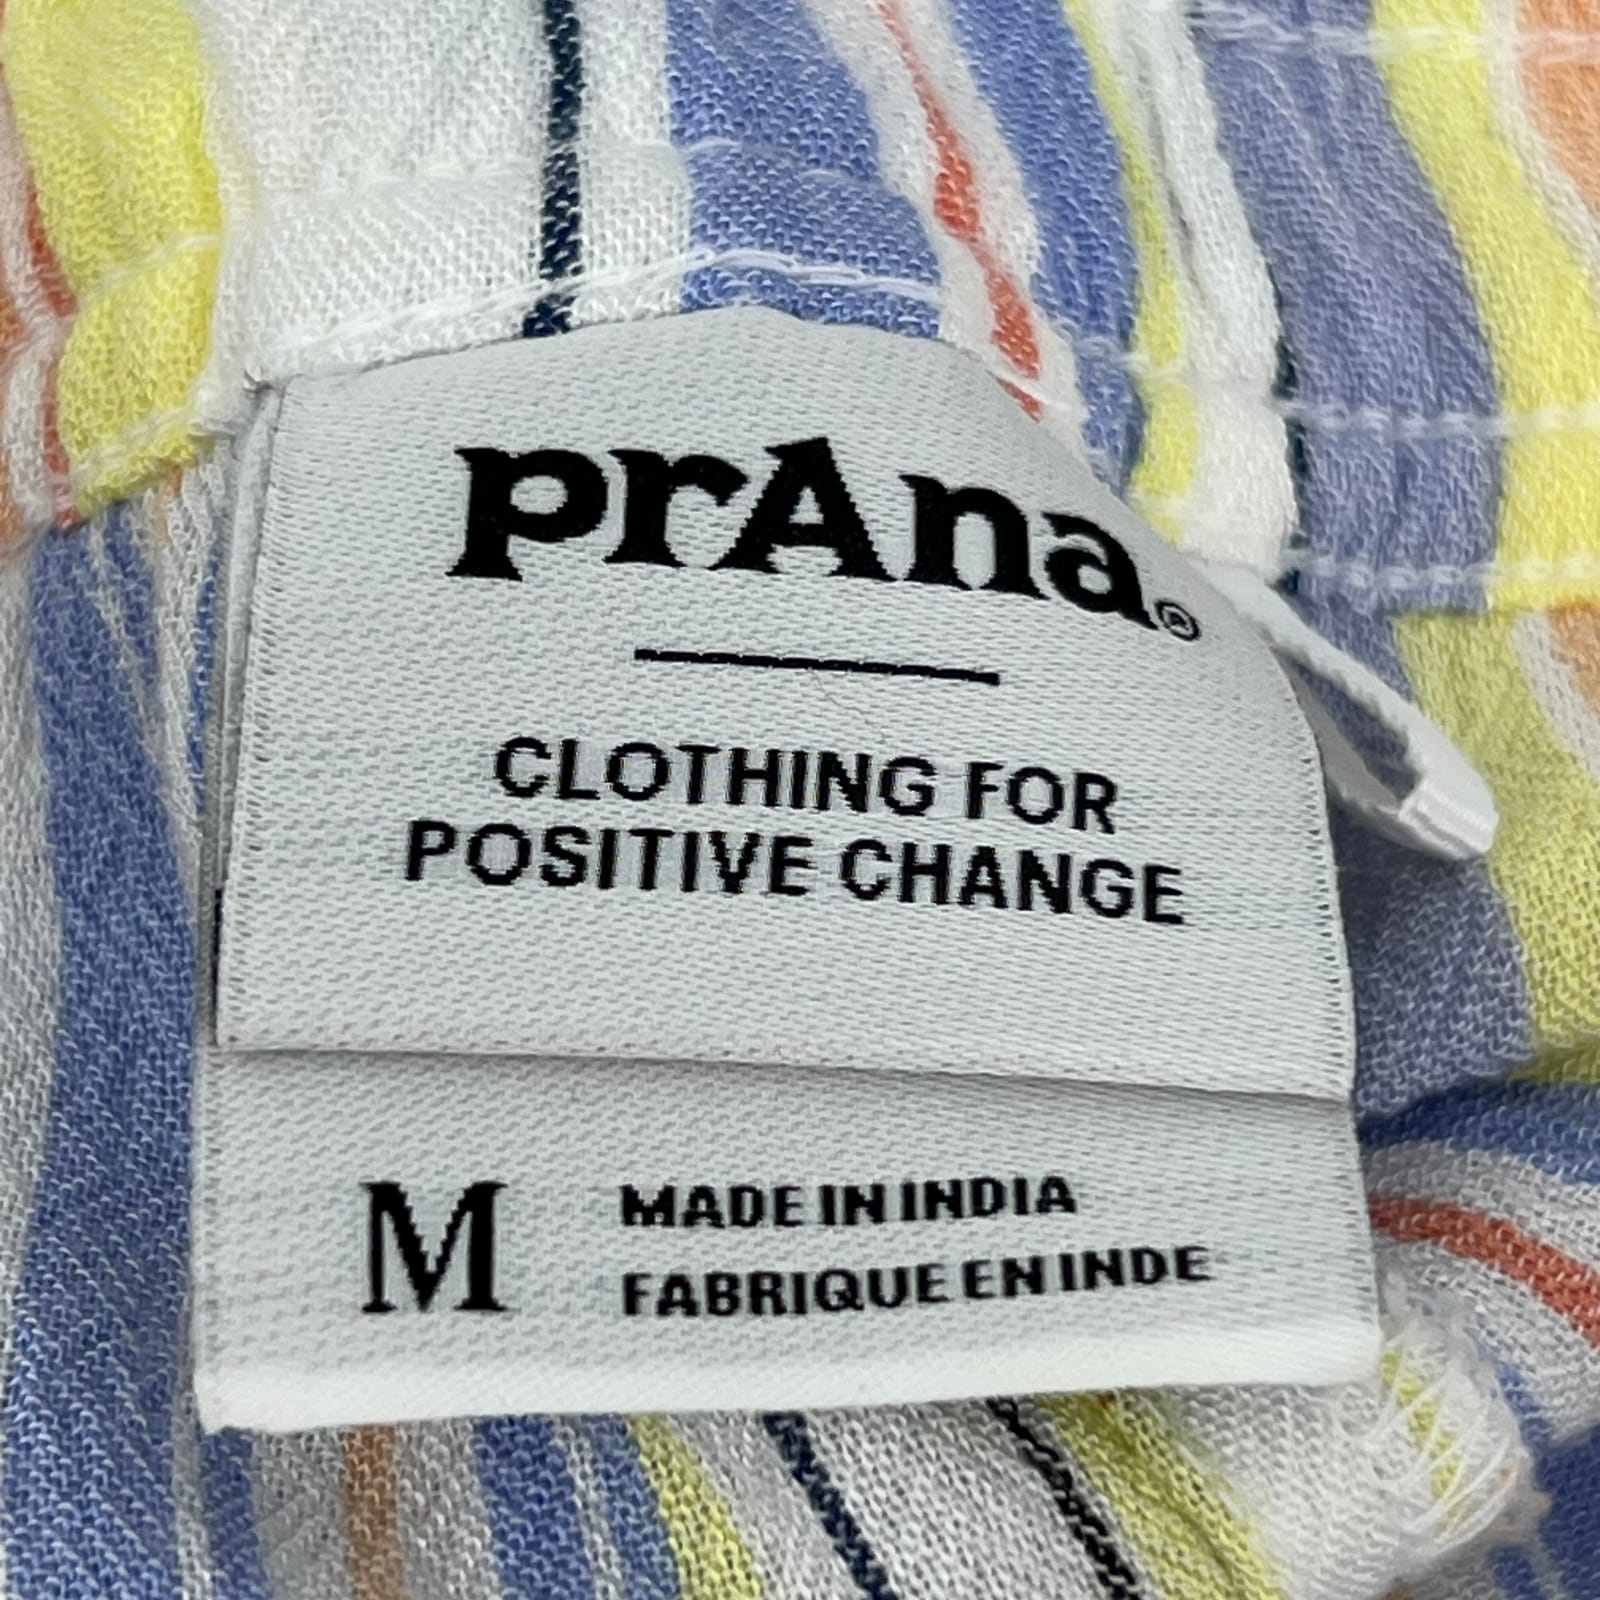 prAna®
CLOTHING FOR
POSITIVE CHANGE
M
MADE IN INDIA
FABRIQUE EN INDE